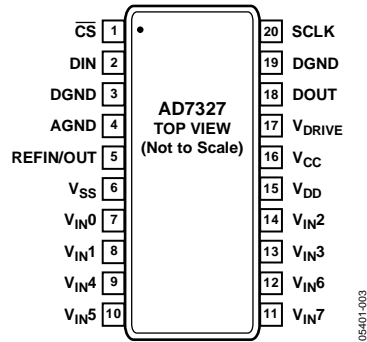 C̅S̅ 1
DIN 2
DGND 3
AGND 4
REFIN/OUT 5
VSS 6
VIN0 7
VIN1 8
VIN4 9
VIN5 10
AD7327
TOP VIEW
(Not to Scale)
20 SCLK
19 DGND
18 DOUT
17 VDRIVE
16 VCC
15 VDD
14 VIN2
13 VIN3
12 VIN6
11 VIN7
05401-003